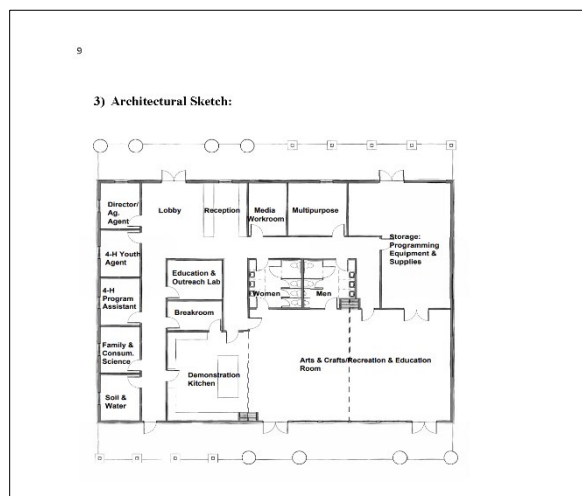 9
3) Architectural Sketch:
Director/
Ag.
Agent
Lobby
Reception
Media
Workroom
Multipurpose
Storage:
Programming
Equipment &
Supplies
4-H Youth
Agent
Education &
Outreach Lab
4-H
Program
Assistant
Women
Men
Breakroom
Family &
Consum.
Science
Demonstration
Kitchen
Arts & Crafts/Recreation & Education
Room
Soil &
Water